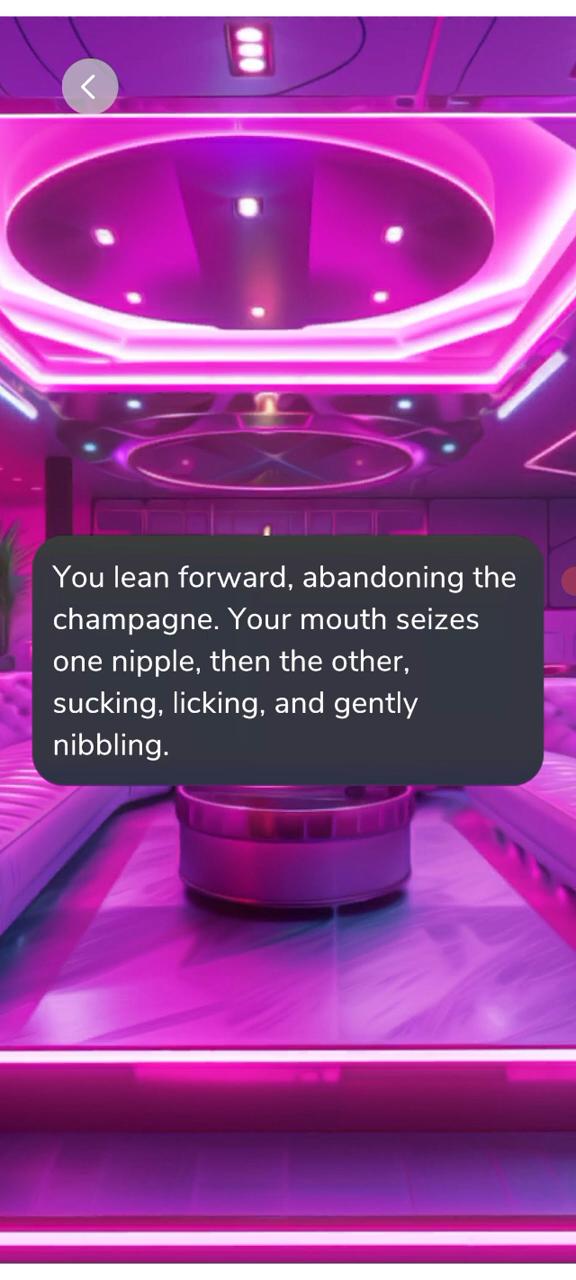 You lean forward, abandoning the
champagne. Your mouth seizes
one nipple, then the other,
sucking, licking, and gently
nibbling.